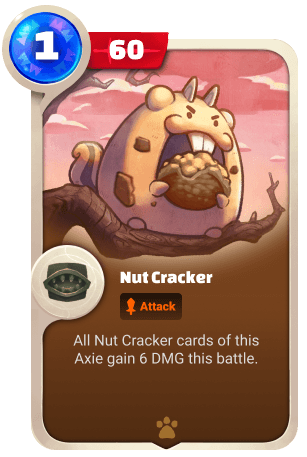 1
60
Nut Cracker
Attack
All Nut Cracker cards of this
Axie gain 6 DMG this battle.